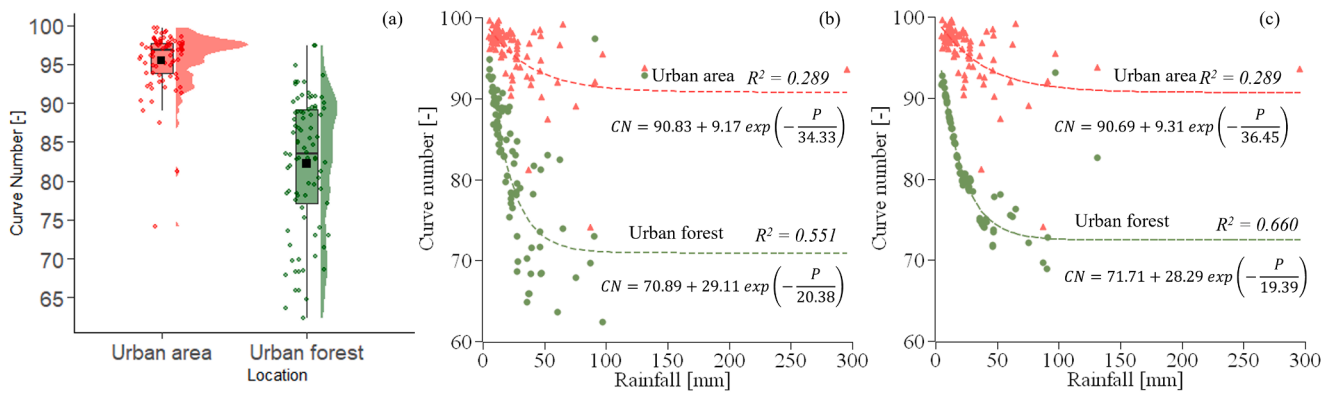 (a)
100
95
90
85
80
75
70
65
Curve Number [-]
Urban area
Urban forest
Location
(b)
100
90
80
70
60
Curve number [-]
Urban area R² = 0.289
CN = 90.83 + 9.17 exp(−P/34.33)
Urban forest R² = 0.551
CN = 70.89 + 29.11 exp(−P/20.38)
0 50 100 150 200 250 300
Rainfall [mm]
(c)
100
90
80
70
60
Curve number [-]
Urban area R² = 0.289
CN = 90.69 + 9.31 exp(−P/36.45)
Urban forest R² = 0.660
CN = 71.71 + 28.29 exp(−P/19.39)
0 50 100 150 200 250 300
Rainfall [mm]